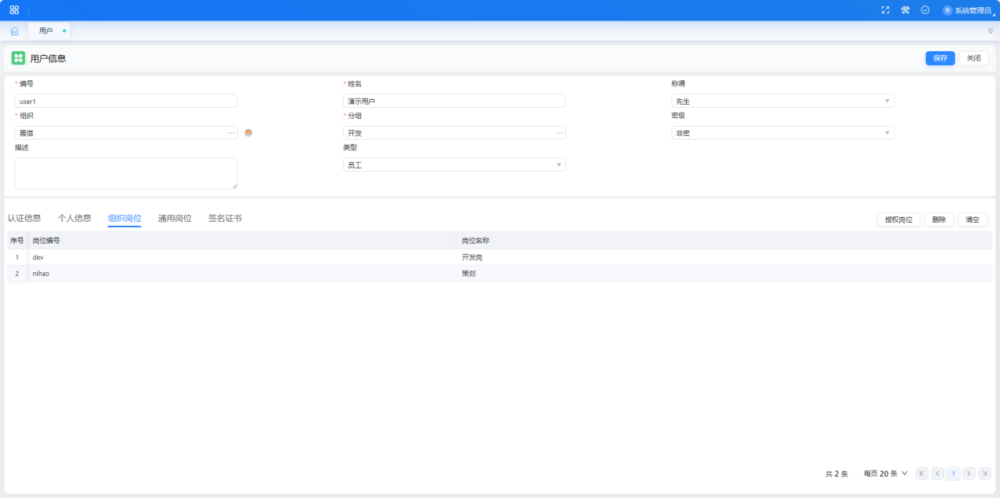 系统管理员
用户
用户信息
保存 关闭
* 编号 * 姓名 称谓
user1 演示用户 先生
* 组织 * 分组 密级
展信 ··· 开发 ··· 非密
描述 类型
员工
认证信息 个人信息 组织岗位 通用岗位 签名证书 授权岗位 删除 清空
序号 岗位编号 岗位名称
1 dev 开发岗
2 nihao 策划
共 2 条 每页 20 条 1